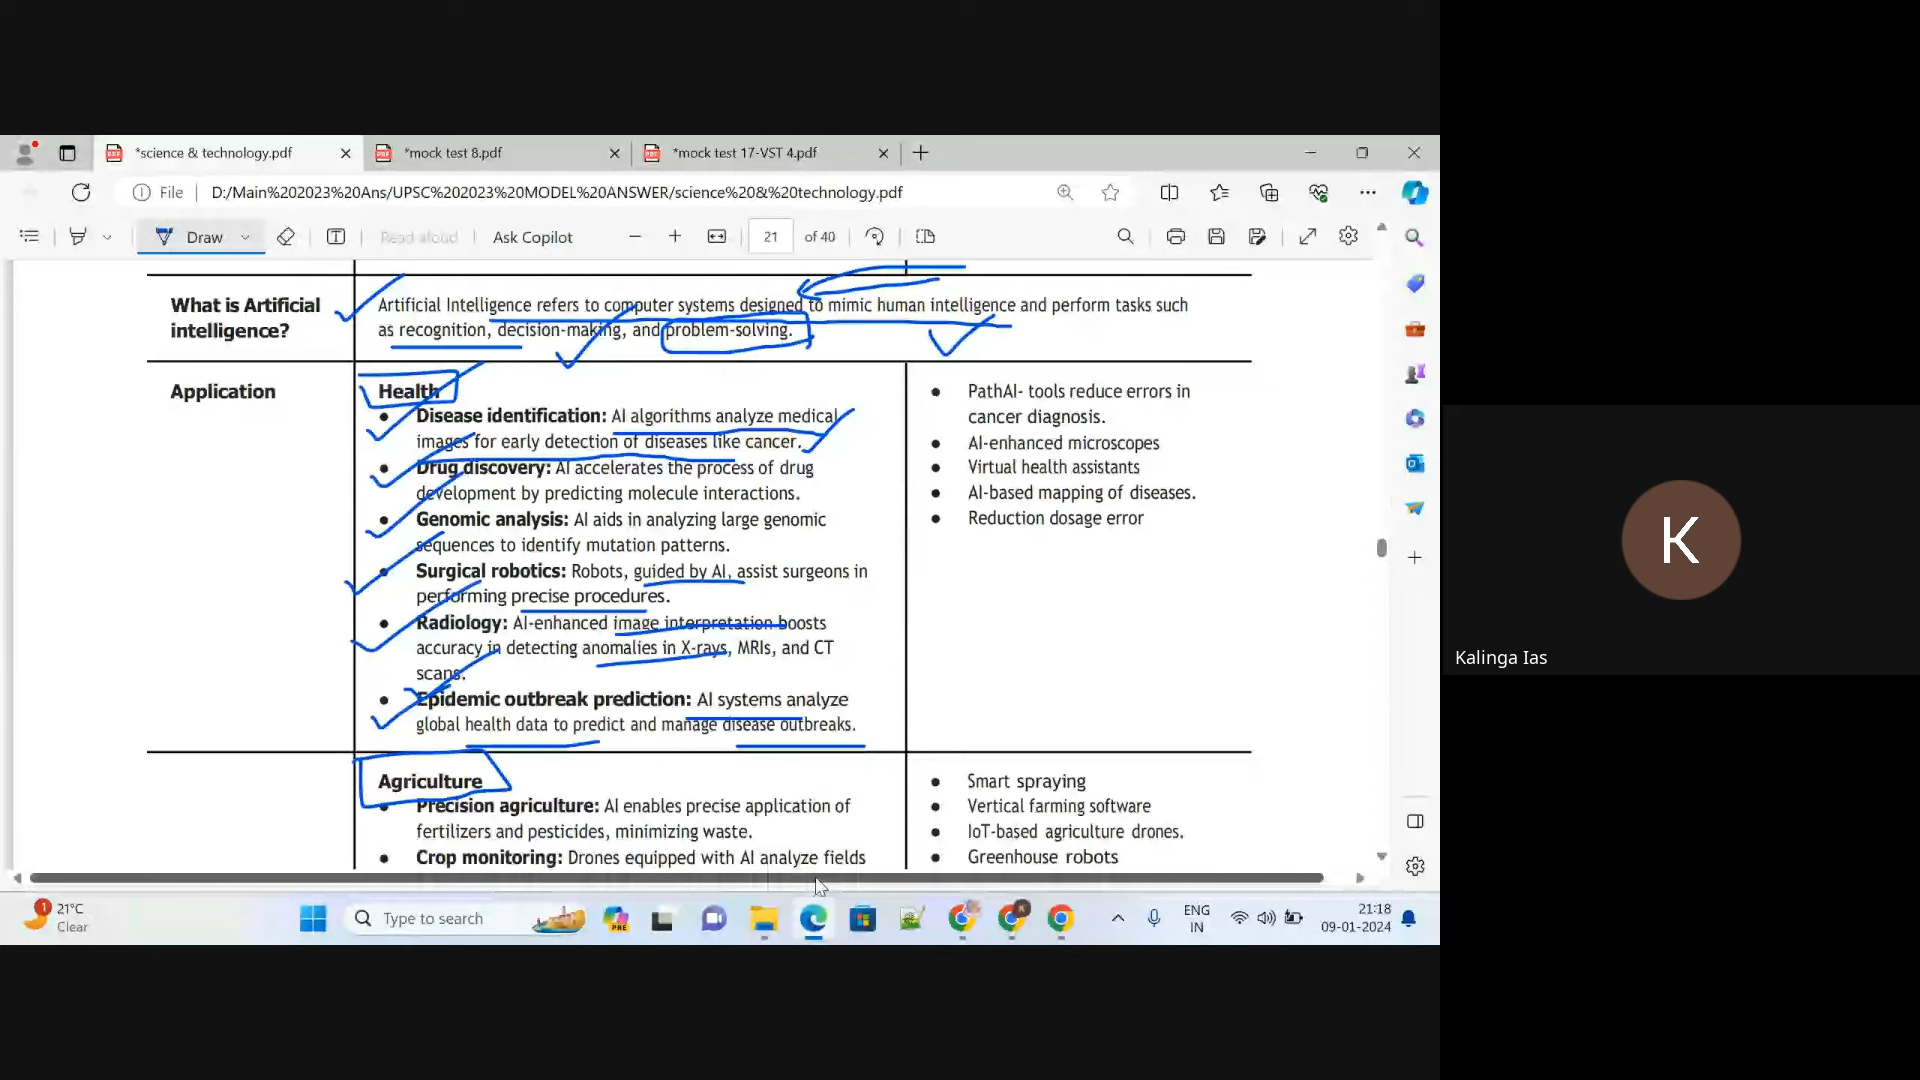 *science & technology.pdf
*mock test 8.pdf
*mock test 17-VST 4.pdf
File
D:/Main%202023%20Ans/UPSC%202023%20MODEL%20ANSWER/science%20&%20technology.pdf
Draw
Read aloud
Ask Copilot
21
of 40
What is Artificial
intelligence?
Artificial Intelligence refers to computer systems designed to mimic human intelligence and perform tasks such
as recognition, decision-making, and problem-solving.
Application
Health
• Disease identification: AI algorithms analyze medical
images for early detection of diseases like cancer.
• Drug discovery: AI accelerates the process of drug
development by predicting molecule interactions.
• Genomic analysis: AI aids in analyzing large genomic
sequences to identify mutation patterns.
• Surgical robotics: Robots, guided by AI, assist surgeons in
performing precise procedures.
• Radiology: AI-enhanced image interpretation boosts
accuracy in detecting anomalies in X-rays, MRIs, and CT
scans.
• Epidemic outbreak prediction: AI systems analyze
global health data to predict and manage disease outbreaks.
• PathAI- tools reduce errors in
cancer diagnosis.
• AI-enhanced microscopes
• Virtual health assistants
• AI-based mapping of diseases.
• Reduction dosage error
Agriculture
• Precision agriculture: AI enables precise application of
fertilizers and pesticides, minimizing waste.
• Crop monitoring: Drones equipped with AI analyze fields
• Smart spraying
• Vertical farming software
• IoT-based agriculture drones.
• Greenhouse robots
K
Kalinga Ias
1
21°C
Clear
Type to search
PRE
K
ENG
IN
21:18
09-01-2024